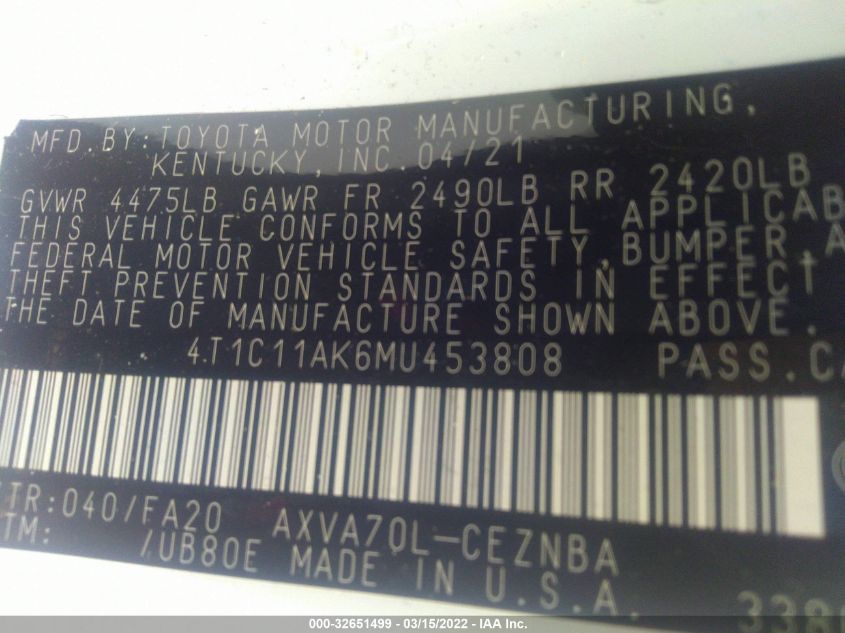 MFD.BY:TOYOTA MOTOR MANUFACTURING,
KENTUCKY,INC.04/21
GVWR 4475LB GAWR FR 2490LB RR 2420LB
THIS VEHICLE CONFORMS TO ALL APPLICAB
FEDERAL MOTOR VEHICLE SAFETY,BUMPER,A
THEFT PREVENTION STANDARDS IN EFFECT
THE DATE OF MANUFACTURE SHOWN ABOVE.
4T1C11AK6MU453808 PASS.CA
TR:040/FA20 AXVA70L-CEZNBA
TM: /UB80E MADE IN U.S.A.
338
000-32651499 — 03/15/2022 — IAA Inc.